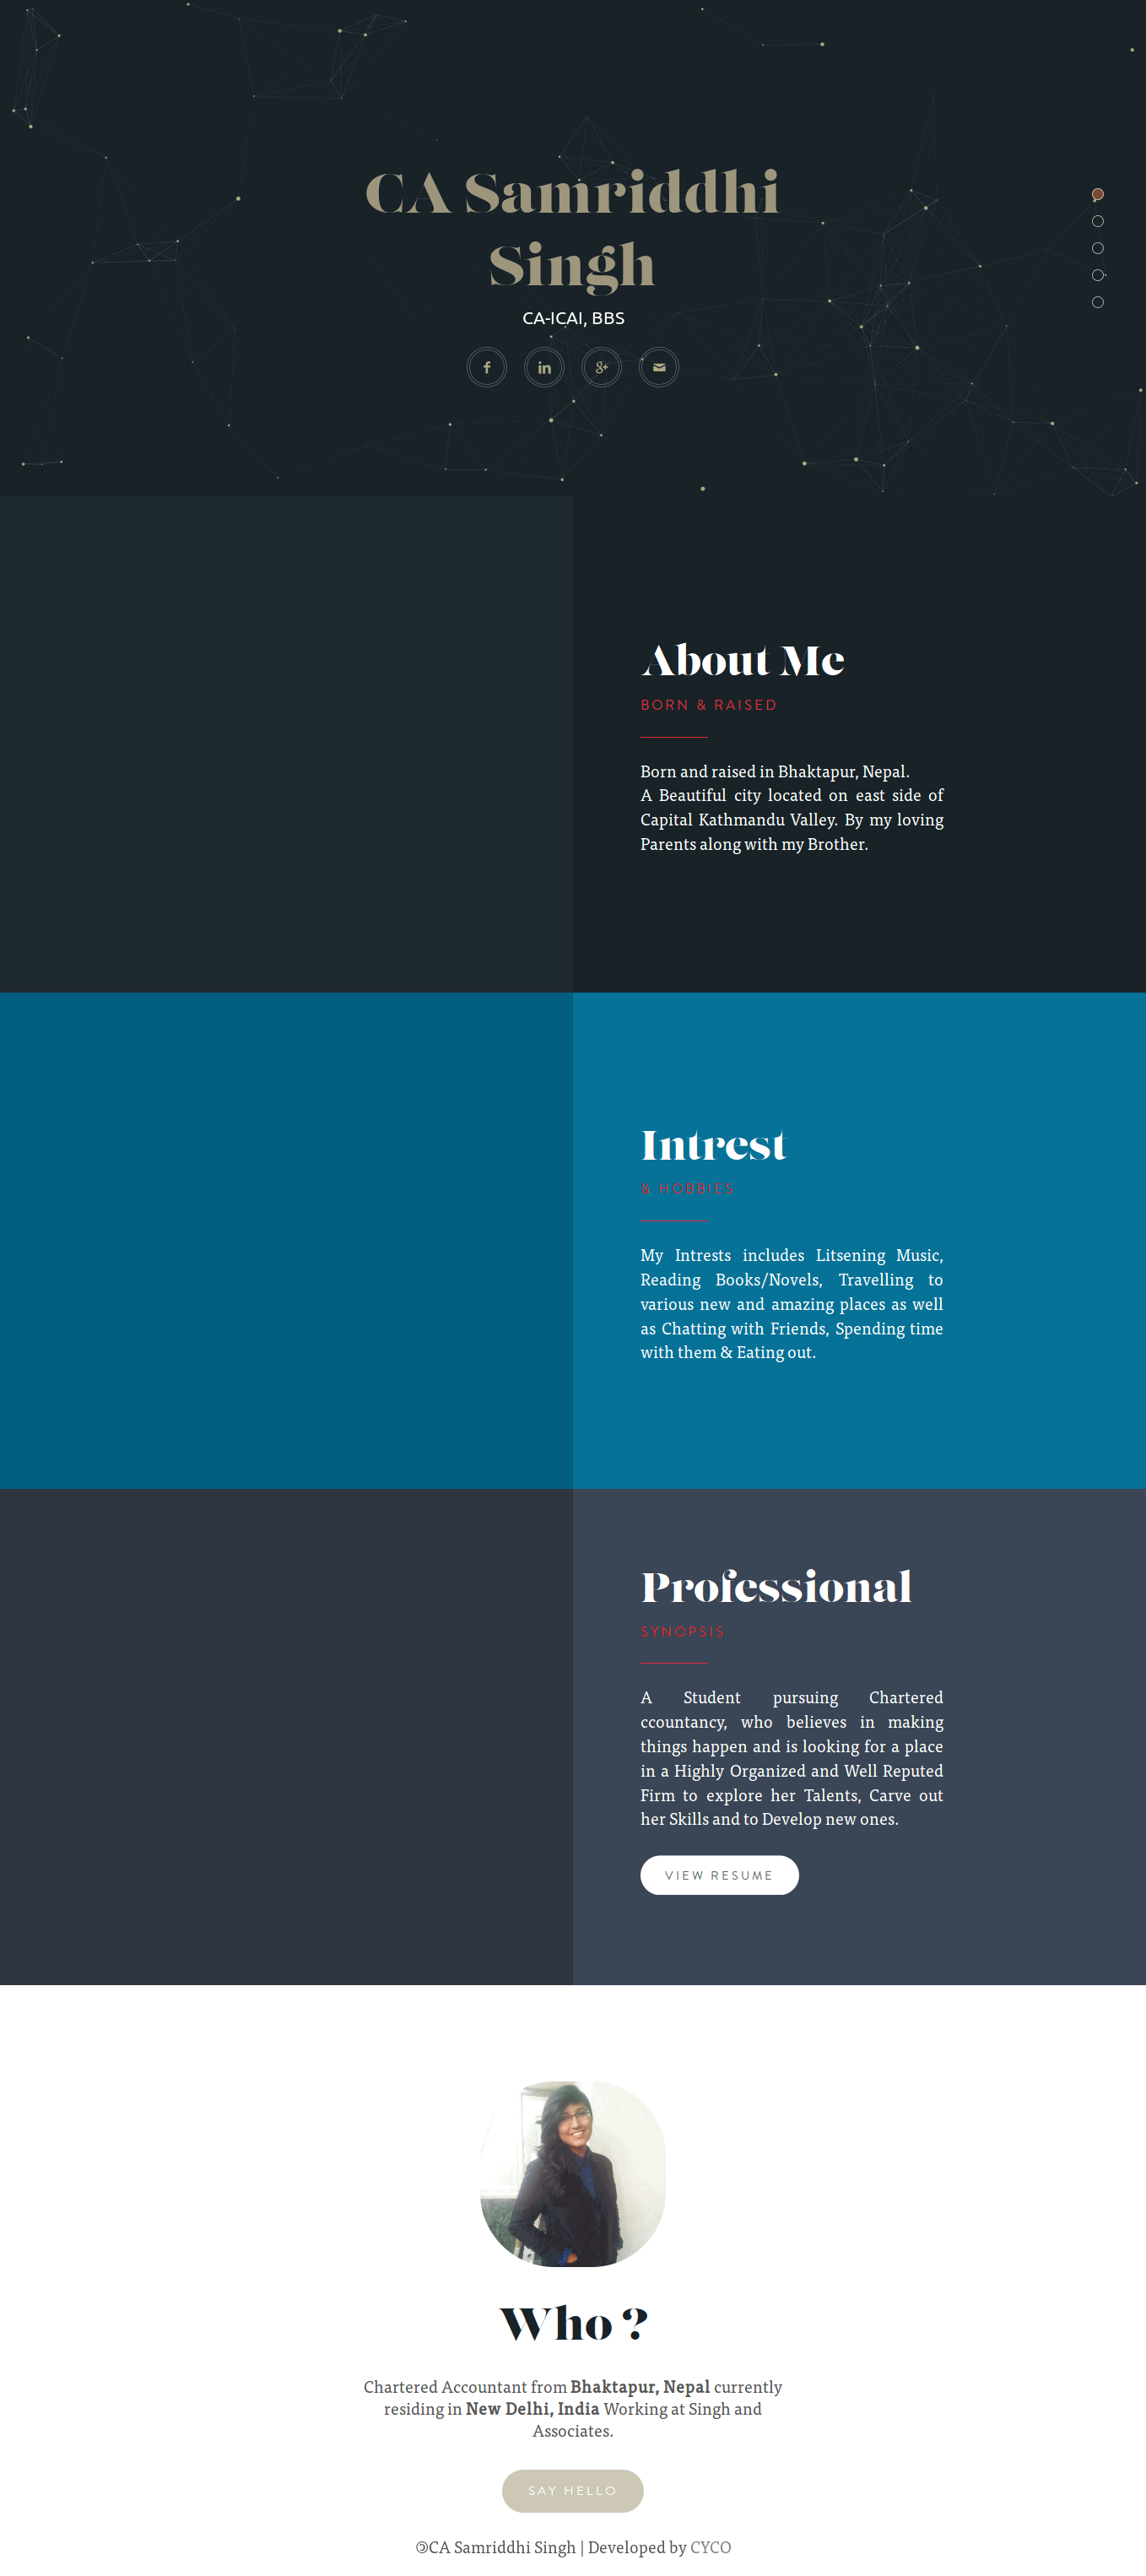 CA Samriddhi
Singh
CA-ICAI, BBS
About Me
BORN & RAISED
Born and raised in Bhaktapur, Nepal.
A Beautiful city located on east side of
Capital Kathmandu Valley. By my loving
Parents along with my Brother.
Intrest
& HOBBIES
My Intrests includes Litsening Music,
Reading Books/Novels, Travelling to
various new and amazing places as well
as Chatting with Friends, Spending time
with them & Eating out.
Professional
SYNOPSIS
A Student pursuing Chartered
ccountancy, who believes in making
things happen and is looking for a place
in a Highly Organized and Well Reputed
Firm to explore her Talents, Carve out
her Skills and to Develop new ones.
VIEW RESUME
Who ?
Chartered Accountant from Bhaktapur, Nepal currently
residing in New Delhi, India Working at Singh and
Associates.
SAY HELLO
©CA Samriddhi Singh | Developed by CYCO